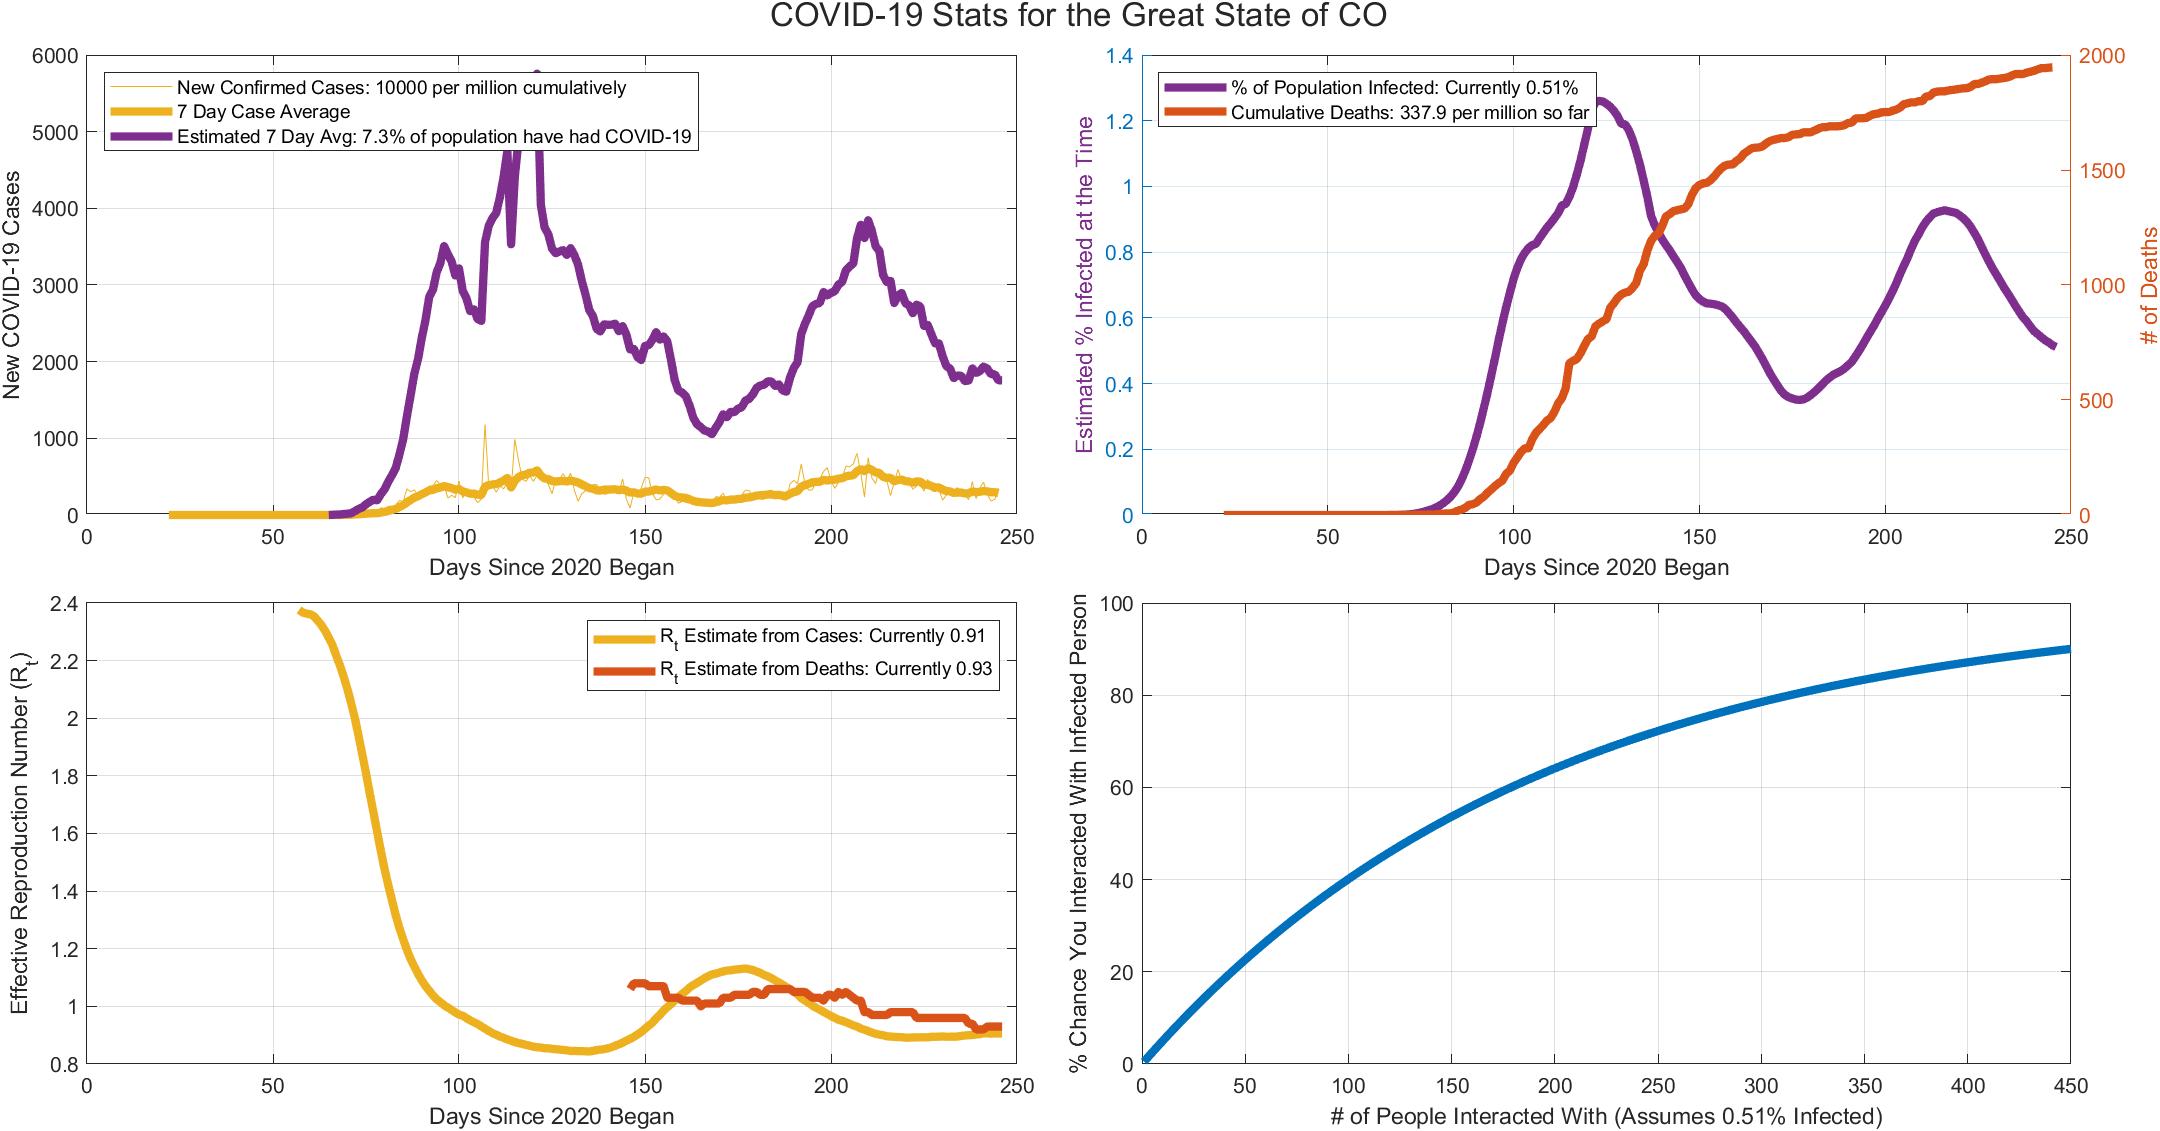 COVID-19 Stats for the Great State of CO
New COVID-19 Cases
6000
5000
4000
3000
2000
1000
0
New Confirmed Cases: 10000 per million cumulatively
7 Day Case Average
Estimated 7 Day Avg: 7.3% of population have had COVID-19
0 50 100 150 200 250
Days Since 2020 Began
Estimated % Infected at the Time
1.4
1.2
1
0.8
0.6
0.4
0.2
0
% of Population Infected: Currently 0.51%
Cumulative Deaths: 337.9 per million so far
2000
1500
1000
500
0
# of Deaths
0 50 100 150 200 250
Days Since 2020 Began
Effective Reproduction Number (Rt)
2.4
2.2
2
1.8
1.6
1.4
1.2
1
0.8
Rt Estimate from Cases: Currently 0.91
Rt Estimate from Deaths: Currently 0.93
0 50 100 150 200 250
Days Since 2020 Began
% Chance You Interacted With Infected Person
100
80
60
40
20
0
0 50 100 150 200 250 300 350 400 450
# of People Interacted With (Assumes 0.51% Infected)